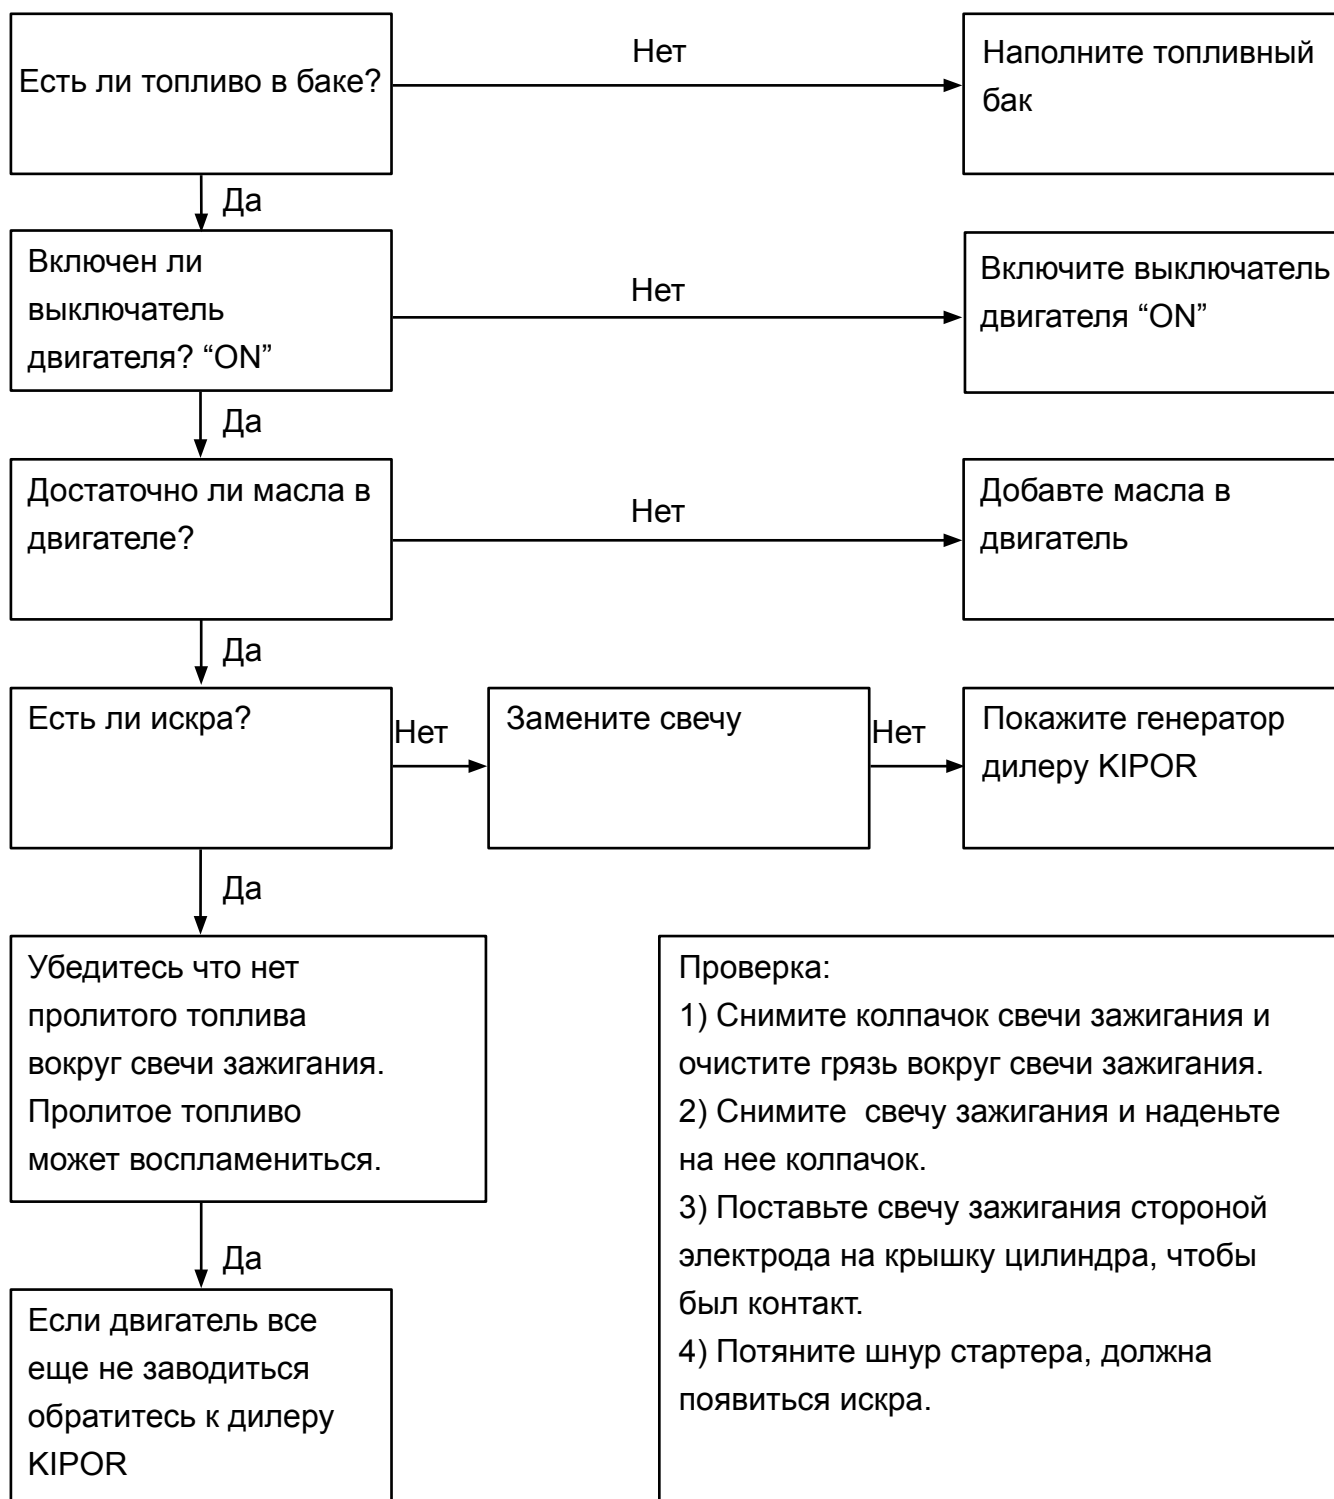 Есть ли топливо в баке?
Нет
Наполните топливный
бак
Да
Включен ли
выключатель
двигателя? “ON”
Нет
Включите выключатель
двигателя “ON”
Да
Достаточно ли масла в
двигателе?
Нет
Добавте масла в
двигатель
Да
Есть ли искра?
Нет
Замените свечу
Нет
Покажите генератор
дилеру KIPOR
Да
Убедитесь что нет
пролитого топлива
вокруг свечи зажигания.
Пролитое топливо
может воспламениться.
Да
Если двигатель все
еще не заводиться
обратитесь к дилеру
KIPOR
Проверка:
1) Снимите колпачок свечи зажигания и
очистите грязь вокруг свечи зажигания.
2) Снимите  свечу зажигания и наденьте
на нее колпачок.
3) Поставьте свечу зажигания стороной
электрода на крышку цилиндра, чтобы
был контакт.
4) Потяните шнур стартера, должна
появиться искра.